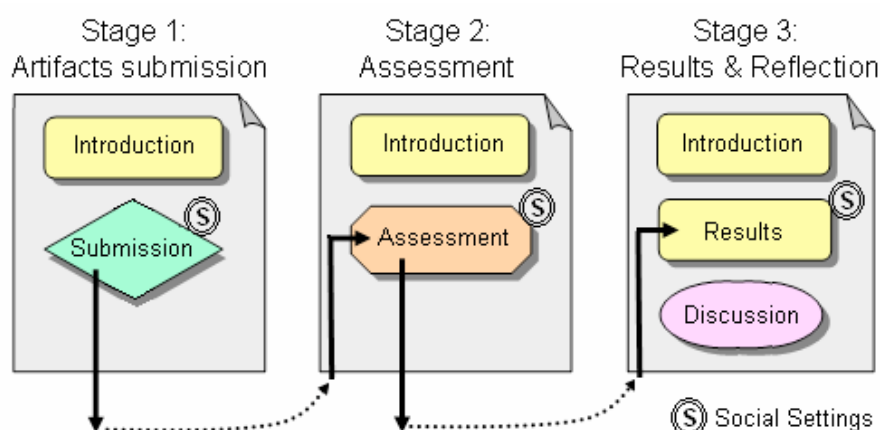 Stage 1:
Artifacts submission
Introduction
S
Submission
Stage 2:
Assessment
Introduction
S
Assessment
Stage 3:
Results & Reflection
Introduction
S
Results
Discussion
S Social Settings